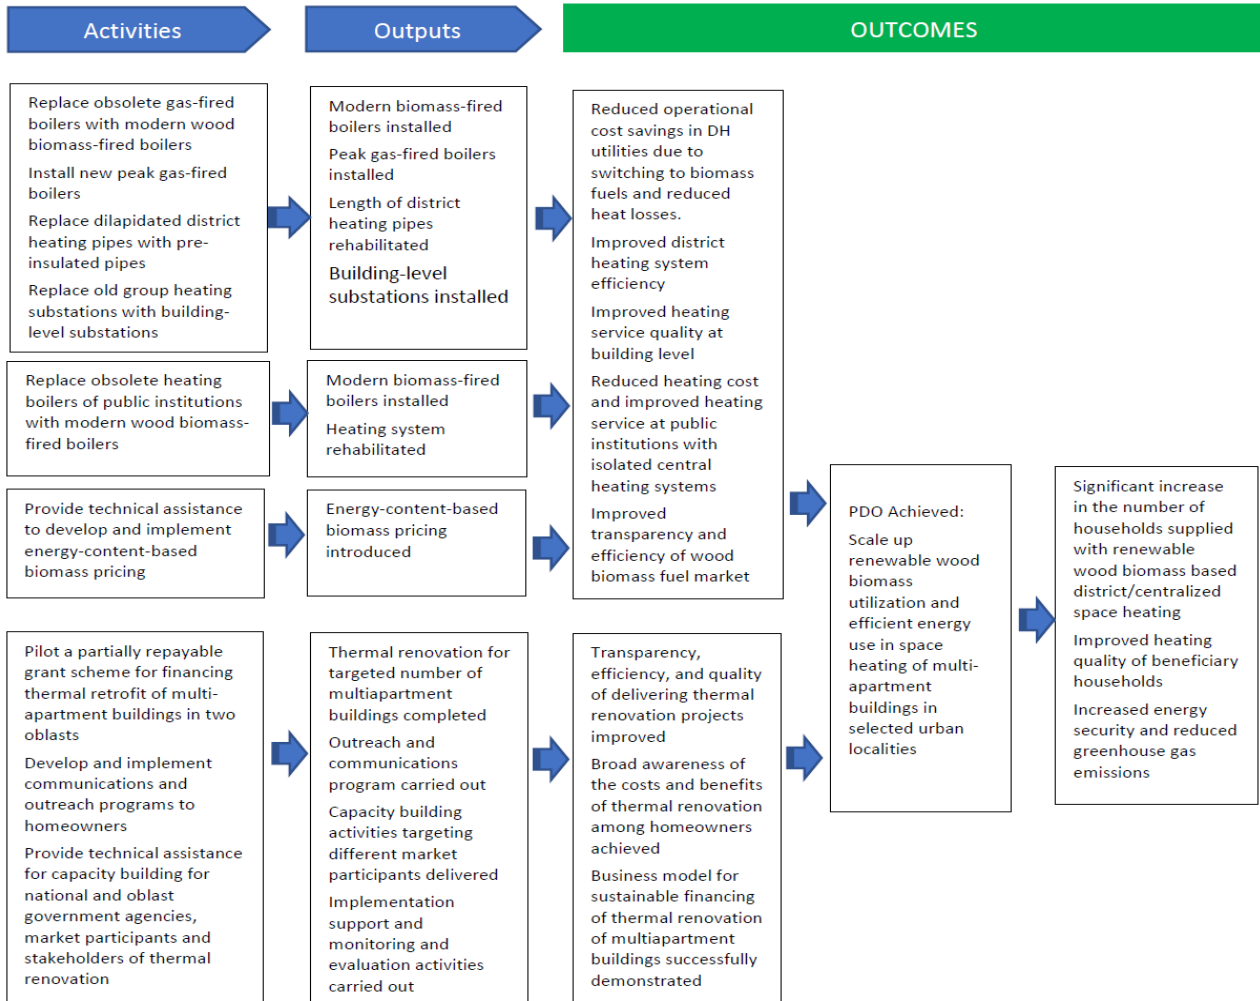 Activities
Outputs
OUTCOMES
Replace obsolete gas-fired
boilers with modern wood
biomass-fired boilers
Install new peak gas-fired
boilers
Replace dilapidated district
heating pipes with pre-
insulated pipes
Replace old group heating
substations with building-
level substations
Modern biomass-fired
boilers installed
Peak gas-fired boilers
installed
Length of district
heating pipes
rehabilitated
Building-level
substations installed
Reduced operational
cost savings in DH
utilities due to
switching to biomass
fuels and reduced
heat losses.
Improved district
heating system
efficiency
Improved heating
service quality at
building level
Reduced heating cost
and improved heating
service at public
institutions with
isolated central
heating systems
Improved
transparency and
efficiency of wood
biomass fuel market
Replace obsolete heating
boilers of public institutions
with modern wood biomass-
fired boilers
Modern biomass-fired
boilers installed
Heating system
rehabilitated
Provide technical assistance
to develop and implement
energy-content-based
biomass pricing
Energy-content-based
biomass pricing
introduced
PDO Achieved:
Scale up
renewable wood
biomass
utilization and
efficient energy
use in space
heating of multi-
apartment
buildings in
selected urban
localities
Significant increase
in the number of
households supplied
with renewable
wood biomass based
district/centralized
space heating
Improved heating
quality of beneficiary
households
Increased energy
security and reduced
greenhouse gas
emissions
Pilot a partially repayable
grant scheme for financing
thermal retrofit of multi-
apartment buildings in two
oblasts
Develop and implement
communications and
outreach programs to
homeowners
Provide technical assistance
for capacity building for
national and oblast
government agencies,
market participants and
stakeholders of thermal
renovation
Thermal renovation for
targeted number of
multiapartment
buildings completed
Outreach and
communications
program carried out
Capacity building
activities targeting
different market
participants delivered
Implementation
support and
monitoring and
evaluation activities
carried out
Transparency,
efficiency, and quality
of delivering thermal
renovation projects
improved
Broad awareness of
the costs and benefits
of thermal renovation
among homeowners
achieved
Business model for
sustainable financing
of thermal renovation
of multiapartment
buildings successfully
demonstrated